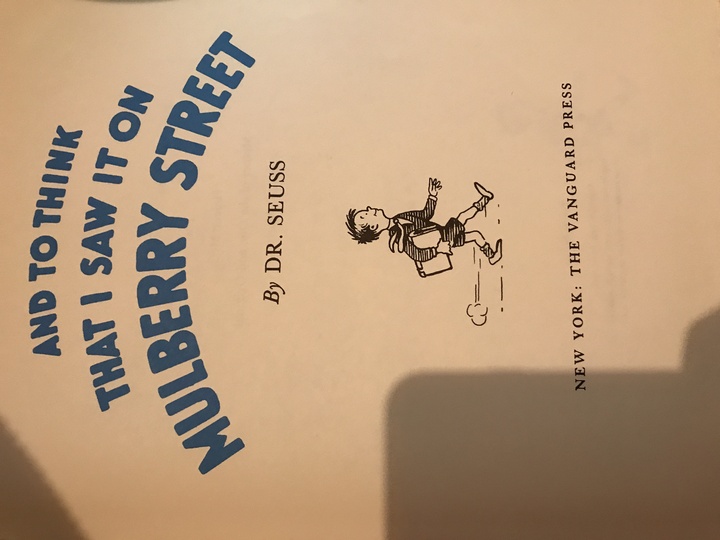 AND TO THINK
THAT I SAW IT ON
MULBERRY STREET
By DR. SEUSS
NEW YORK: THE VANGUARD PRESS